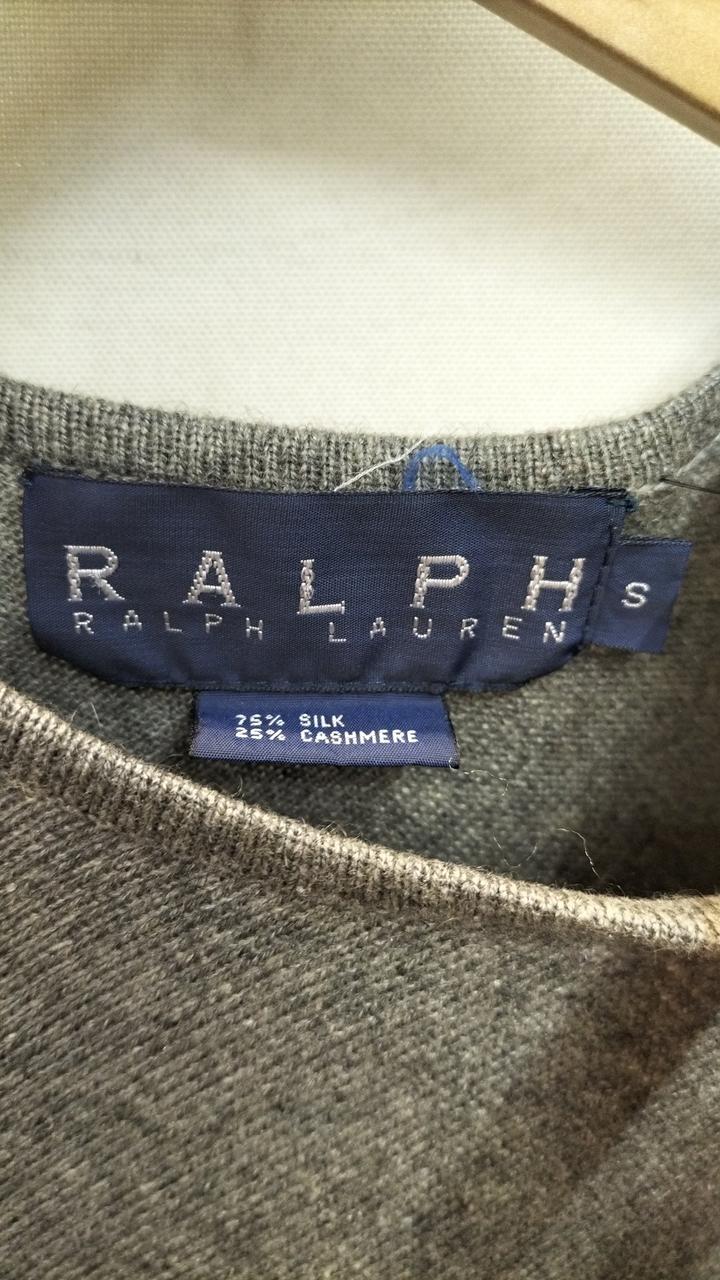 RALPH
RALPH LAUREN
S
75% SILK
25% CASHMERE